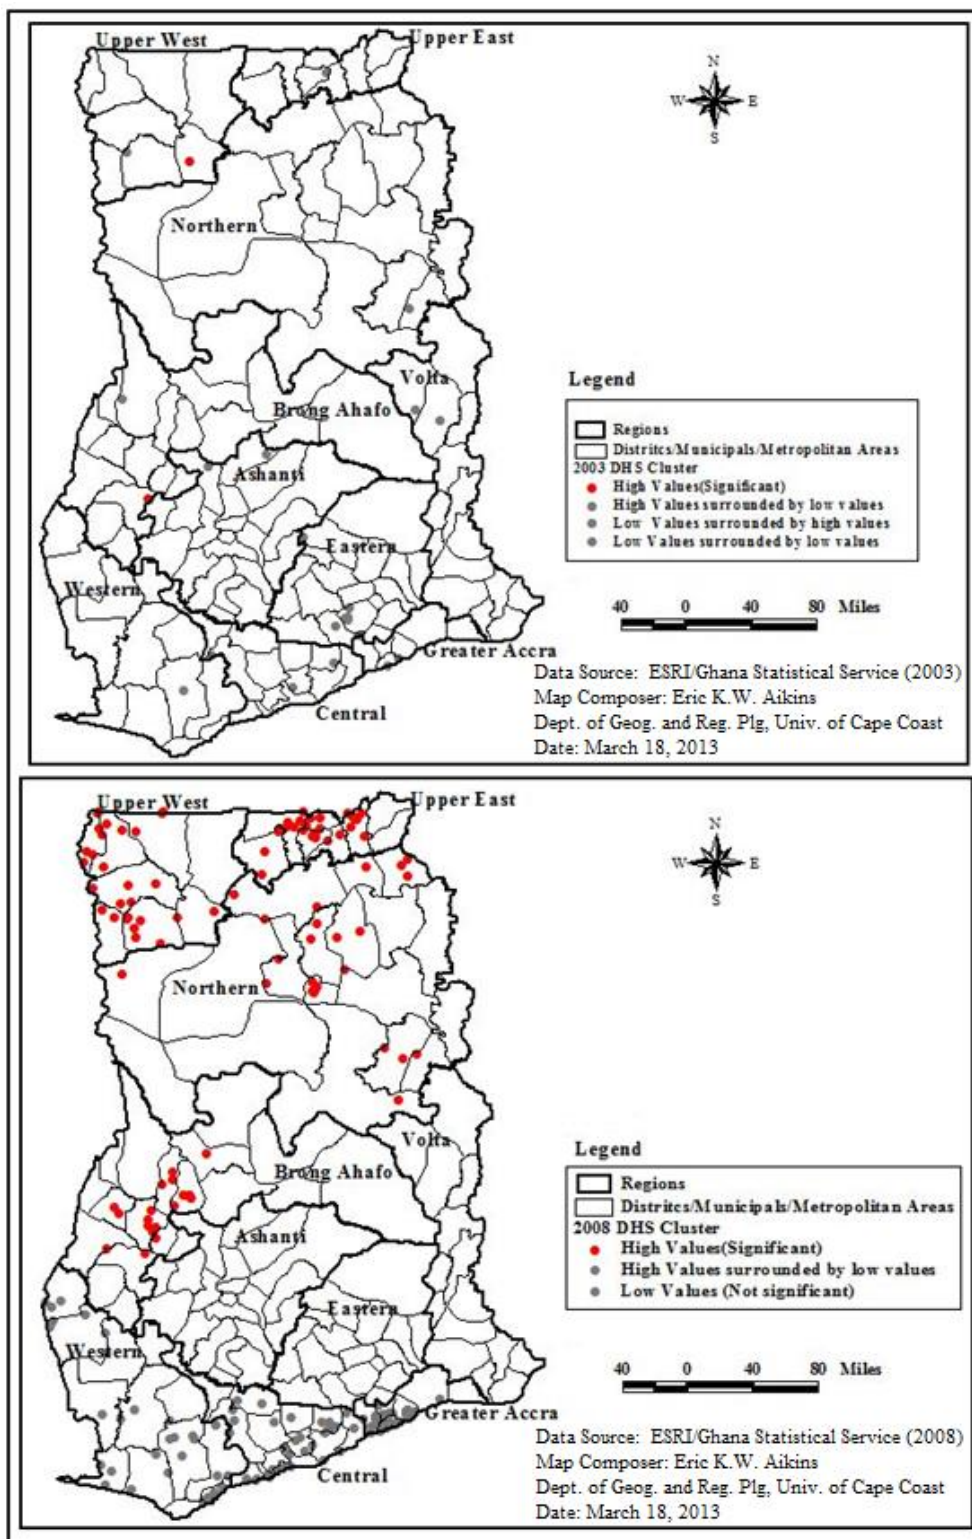 Upper West
Upper East
N
W
E
S
Northern
Volta
Brong Ahafo
Ashanti
Eastern
Western
Greater Accra
Central
Legend
Regions
Distritcs/Municipals/Metropolitan Areas
2003 DHS Cluster
High Values(Significant)
High Values surrounded by low values
Low Values surrounded by high values
Low Values surrounded by low values
40 0 40 80 Miles
Data Source: ESRI/Ghana Statistical Service (2003)
Map Composer: Eric K.W. Aikins
Dept. of Geog. and Reg. Plg, Univ. of Cape Coast
Date: March 18, 2013
Upper West
Upper East
N
W
E
S
Northern
Volta
Brong Ahafo
Ashanti
Eastern
Western
Greater Accra
Central
Legend
Regions
Distritcs/Municipals/Metropolitan Areas
2008 DHS Cluster
High Values(Significant)
High Values surrounded by low values
Low Values (Not significant)
40 0 40 80 Miles
Data Source: ESRI/Ghana Statistical Service (2008)
Map Composer: Eric K.W. Aikins
Dept. of Geog. and Reg. Plg, Univ. of Cape Coast
Date: March 18, 2013